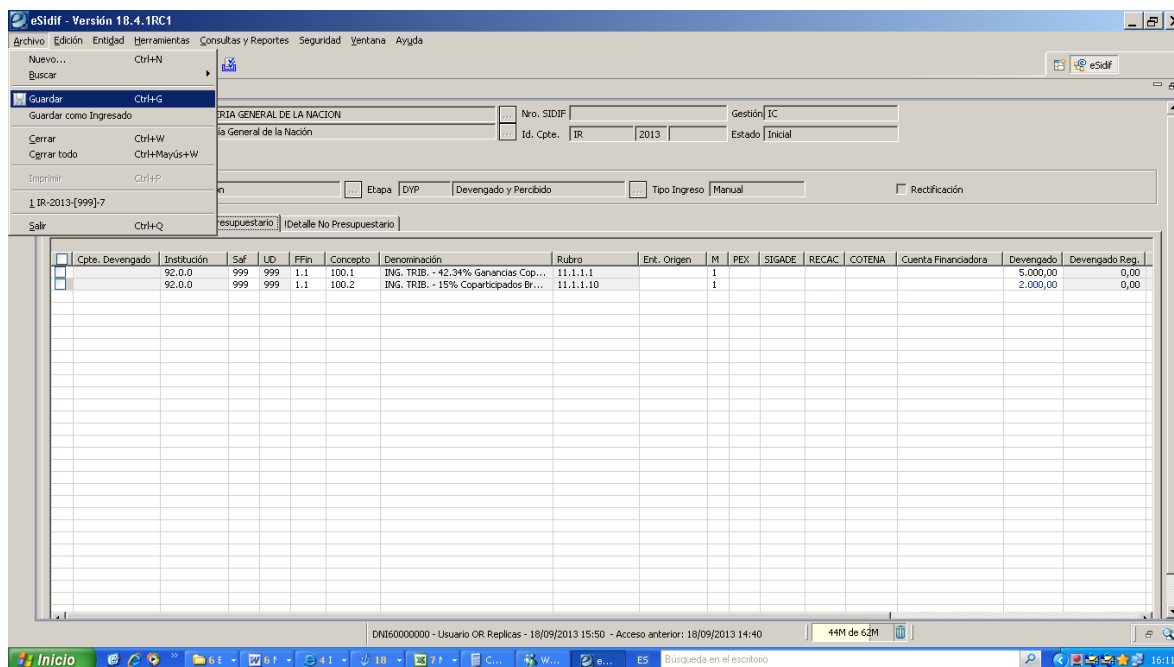 eSidif - Versión 18.4.1RC1
Archivo Edición Entidad Herramientas Consultas y Reportes Seguridad Ventana Ayuda
Nuevo... Ctrl+N
Buscar
eSidif
Guardar Ctrl+G
Guardar como Ingresado
Cerrar Ctrl+W
Cerrar todo Ctrl+Mayús+W
Imprimir Ctrl+P
1 IR-2013-[999]-7
Salir Ctrl+Q
ERIA GENERAL DE LA NACION ... Nro. SIDIF Gestión IC
ía General de la Nación ... Id. Cpte. IR 2013 Estado Inicial
ón ... Etapa DYP Devengado y Percibido ... Tipo Ingreso Manual Rectificación
resupuestario !Detalle No Presupuestario
Cpte. Devengado Institución Saf UD FFin Concepto Denominación Rubro Ent. Origen M PEX SIGADE RECAC COTENA Cuenta Financiadora Devengado Devengado Reg.
92.0.0 999 999 1.1 100.1 ING. TRIB. - 42.34% Ganancias Cop... 11.1.1.1 1 5.000,00 0,00
92.0.0 999 999 1.1 100.2 ING. TRIB. - 15% Coparticipados Br... 11.1.1.10 1 2.000,00 0,00
DNI60000000 - Usuario OR Replicas - 18/09/2013 15:50 - Acceso anterior: 18/09/2013 14:40 44M de 62M
Inicio 6 E 6 I 4 I 18 7 I C... W... e... ES Búsqueda en el escritorio